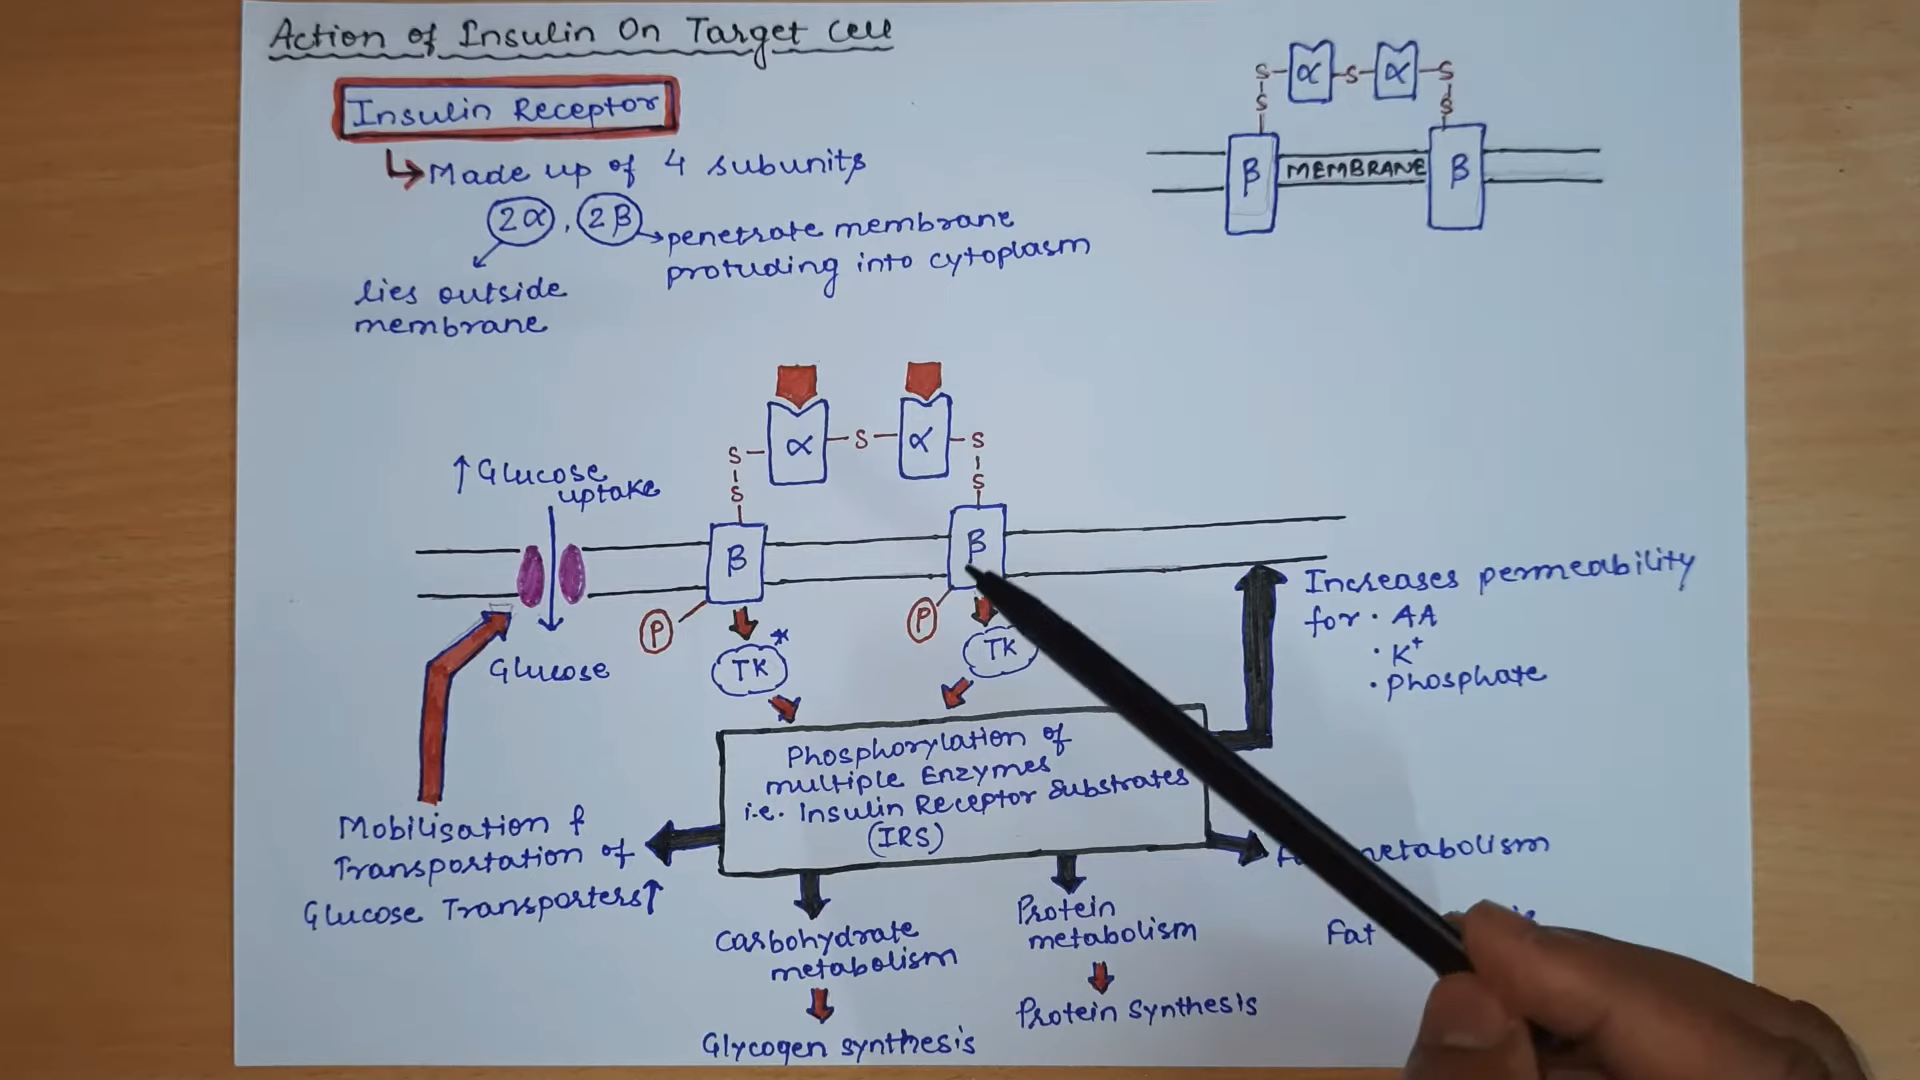 Action of Insulin On Target Cell
Insulin Receptor
Made up of 4 subunits
2α, 2β
penetrate membrane
protuding into cytoplasm
lies outside
membrane
S α S α S
S S
β MEMBRANE β
α S α
S S
S S
β β
↑ Glucose
uptake
Glucose
P P
TK* TK
Increases permeability
for · AA
· K⁺
· Phosphate
Phosphorylation of
multiple Enzymes
i.e. Insulin Receptor Substrates
(IRS)
Mobilisation &
Transportation of
Glucose Transporters↑
Carbohydrate
metabolism
Glycogen synthesis
Protein
metabolism
Protein Synthesis
metabolism
Fat